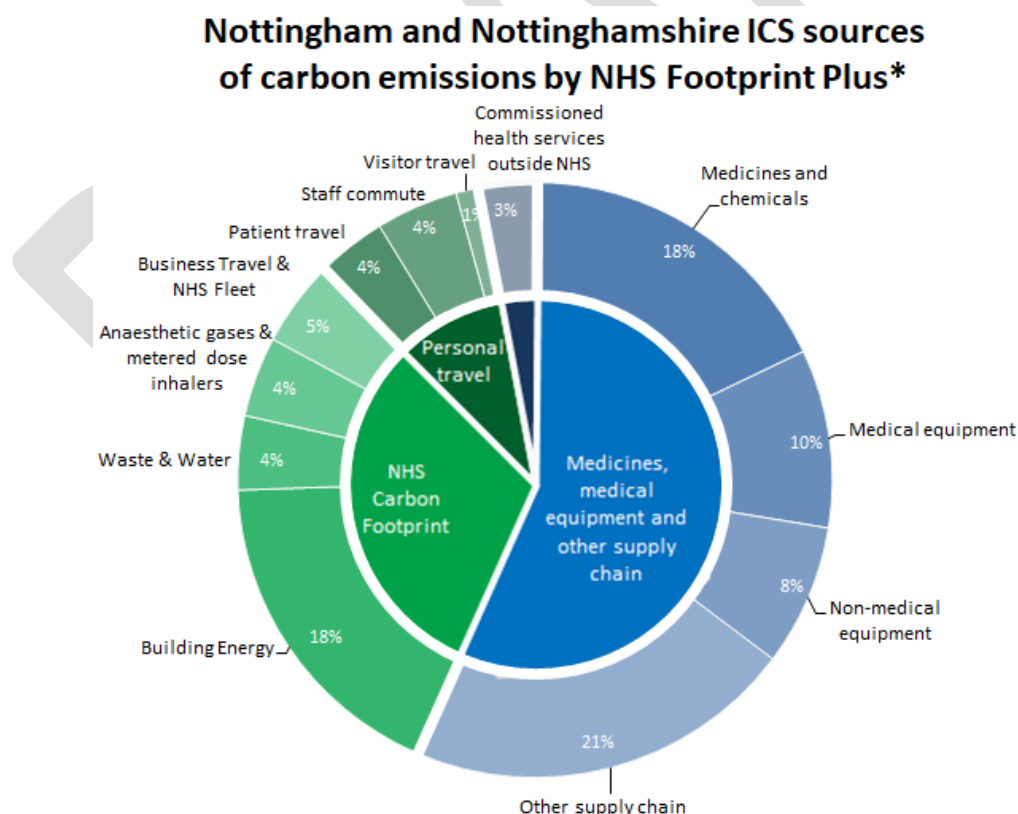 Nottingham and Nottinghamshire ICS sources
of carbon emissions by NHS Footprint Plus*
Commissioned
health services
outside NHS
Visitor travel
Staff commute
Patient travel
Business Travel &
NHS Fleet
Anaesthetic gases &
metered dose
inhalers
Waste & Water
Building Energy
Medicines and
chemicals
Medical equipment
Non-medical
equipment
Other supply chain
3%
1%
4%
4%
5%
4%
4%
18%
18%
10%
8%
21%
Personal
travel
NHS
Carbon
Footprint
Medicines,
medical
equipment and
other supply
chain